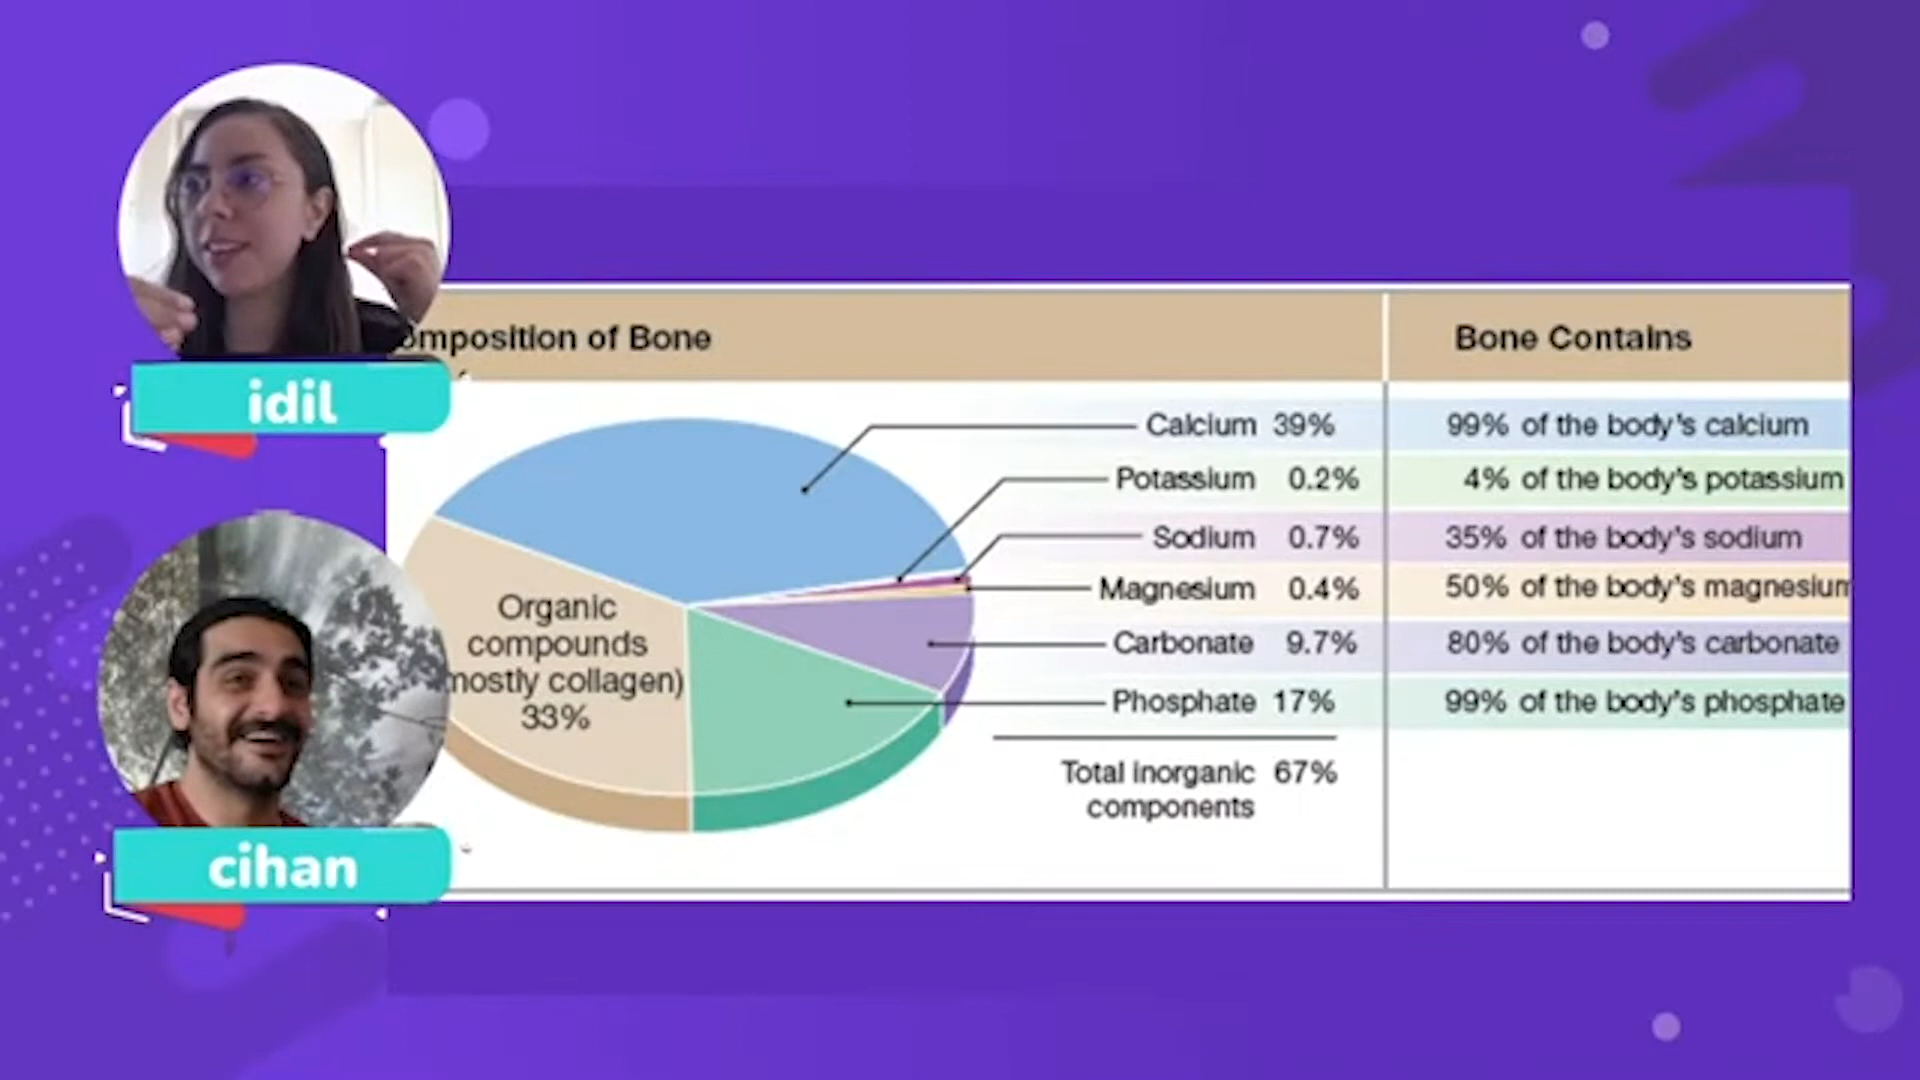 idil
cihan
omposition of Bone
Bone Contains
Organic
compounds
mostly collagen)
33%
Calcium 39%
Potassium 0.2%
Sodium 0.7%
Magnesium 0.4%
Carbonate 9.7%
Phosphate 17%
Total inorganic 67%
components
99% of the body's calcium
4% of the body's potassium
35% of the body's sodium
50% of the body's magnesium
80% of the body's carbonate
99% of the body's phosphate